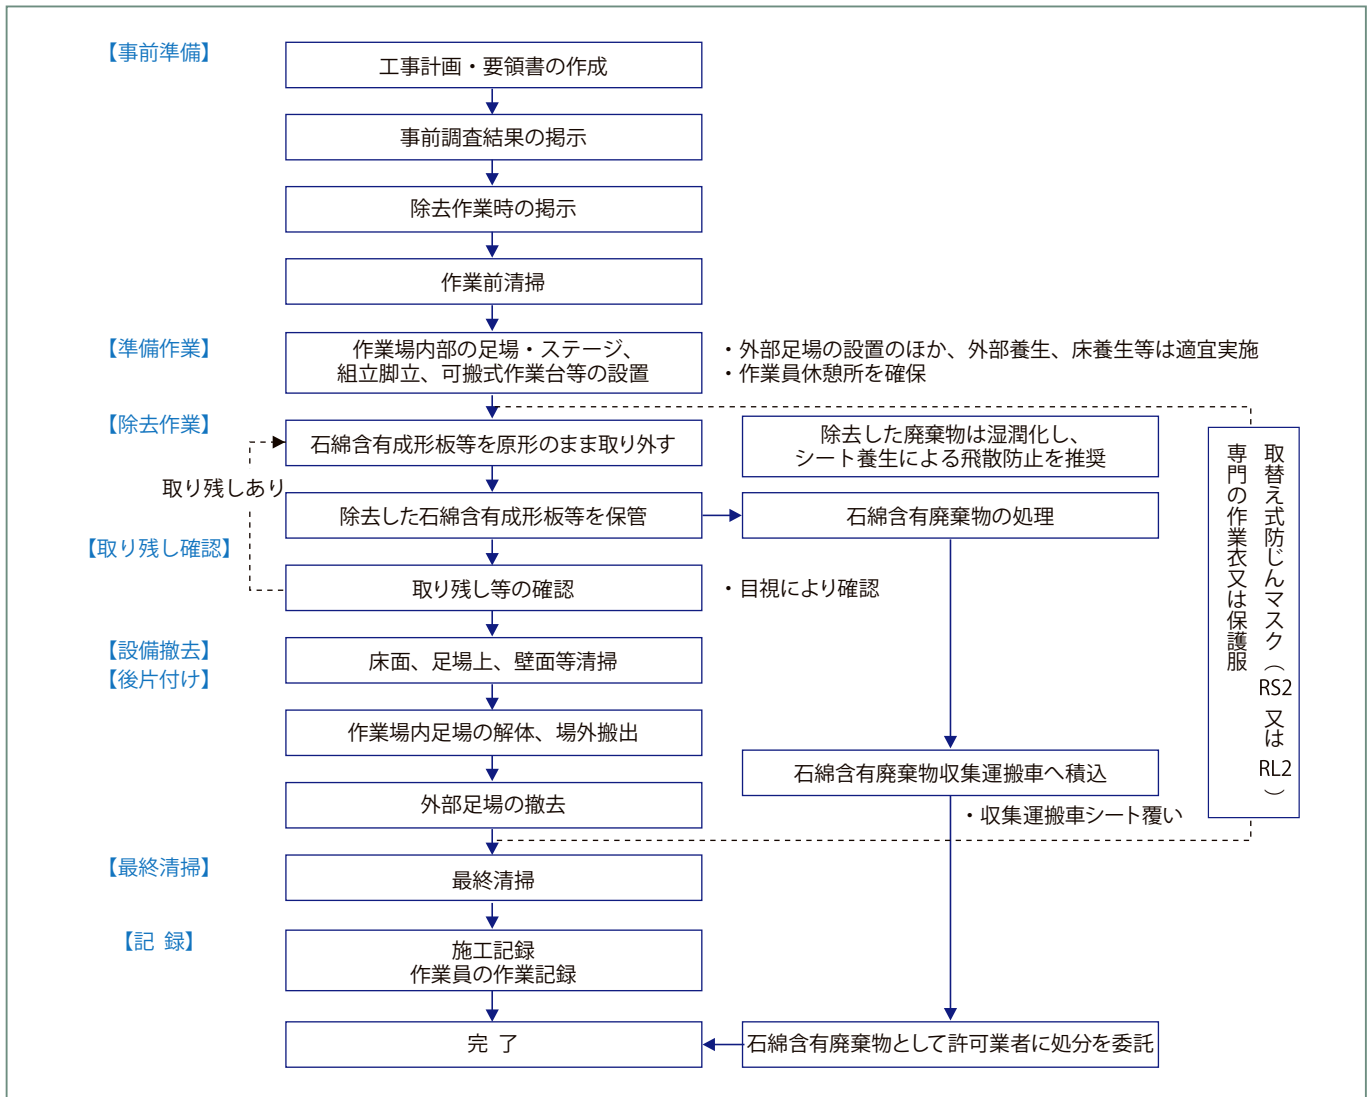 【事前準備】
工事計画・要領書の作成
事前調査結果の掲示
除去作業時の掲示
作業前清掃
【準備作業】
作業場内部の足場・ステージ、
組立脚立、可搬式作業台等の設置
・外部足場の設置のほか、外部養生、床養生等は適宜実施
・作業員休憩所を確保
【除去作業】
石綿含有成形板等を原形のまま取り外す
除去した廃棄物は湿潤化し、
シート養生による飛散防止を推奨
取り残しあり
除去した石綿含有成形板等を保管
石綿含有廃棄物の処理
【取り残し確認】
取り残し等の確認
・目視により確認
取替え式防じんマスク（RS2 又は RL2）
専門の作業衣又は保護服
【設備撤去】
【後片付け】
床面、足場上、壁面等清掃
作業場内足場の解体、場外搬出
石綿含有廃棄物収集運搬車へ積込
外部足場の撤去
・収集運搬車シート覆い
【最終清掃】
最終清掃
【記 録】
施工記録
作業員の作業記録
完 了
石綿含有廃棄物として許可業者に処分を委託